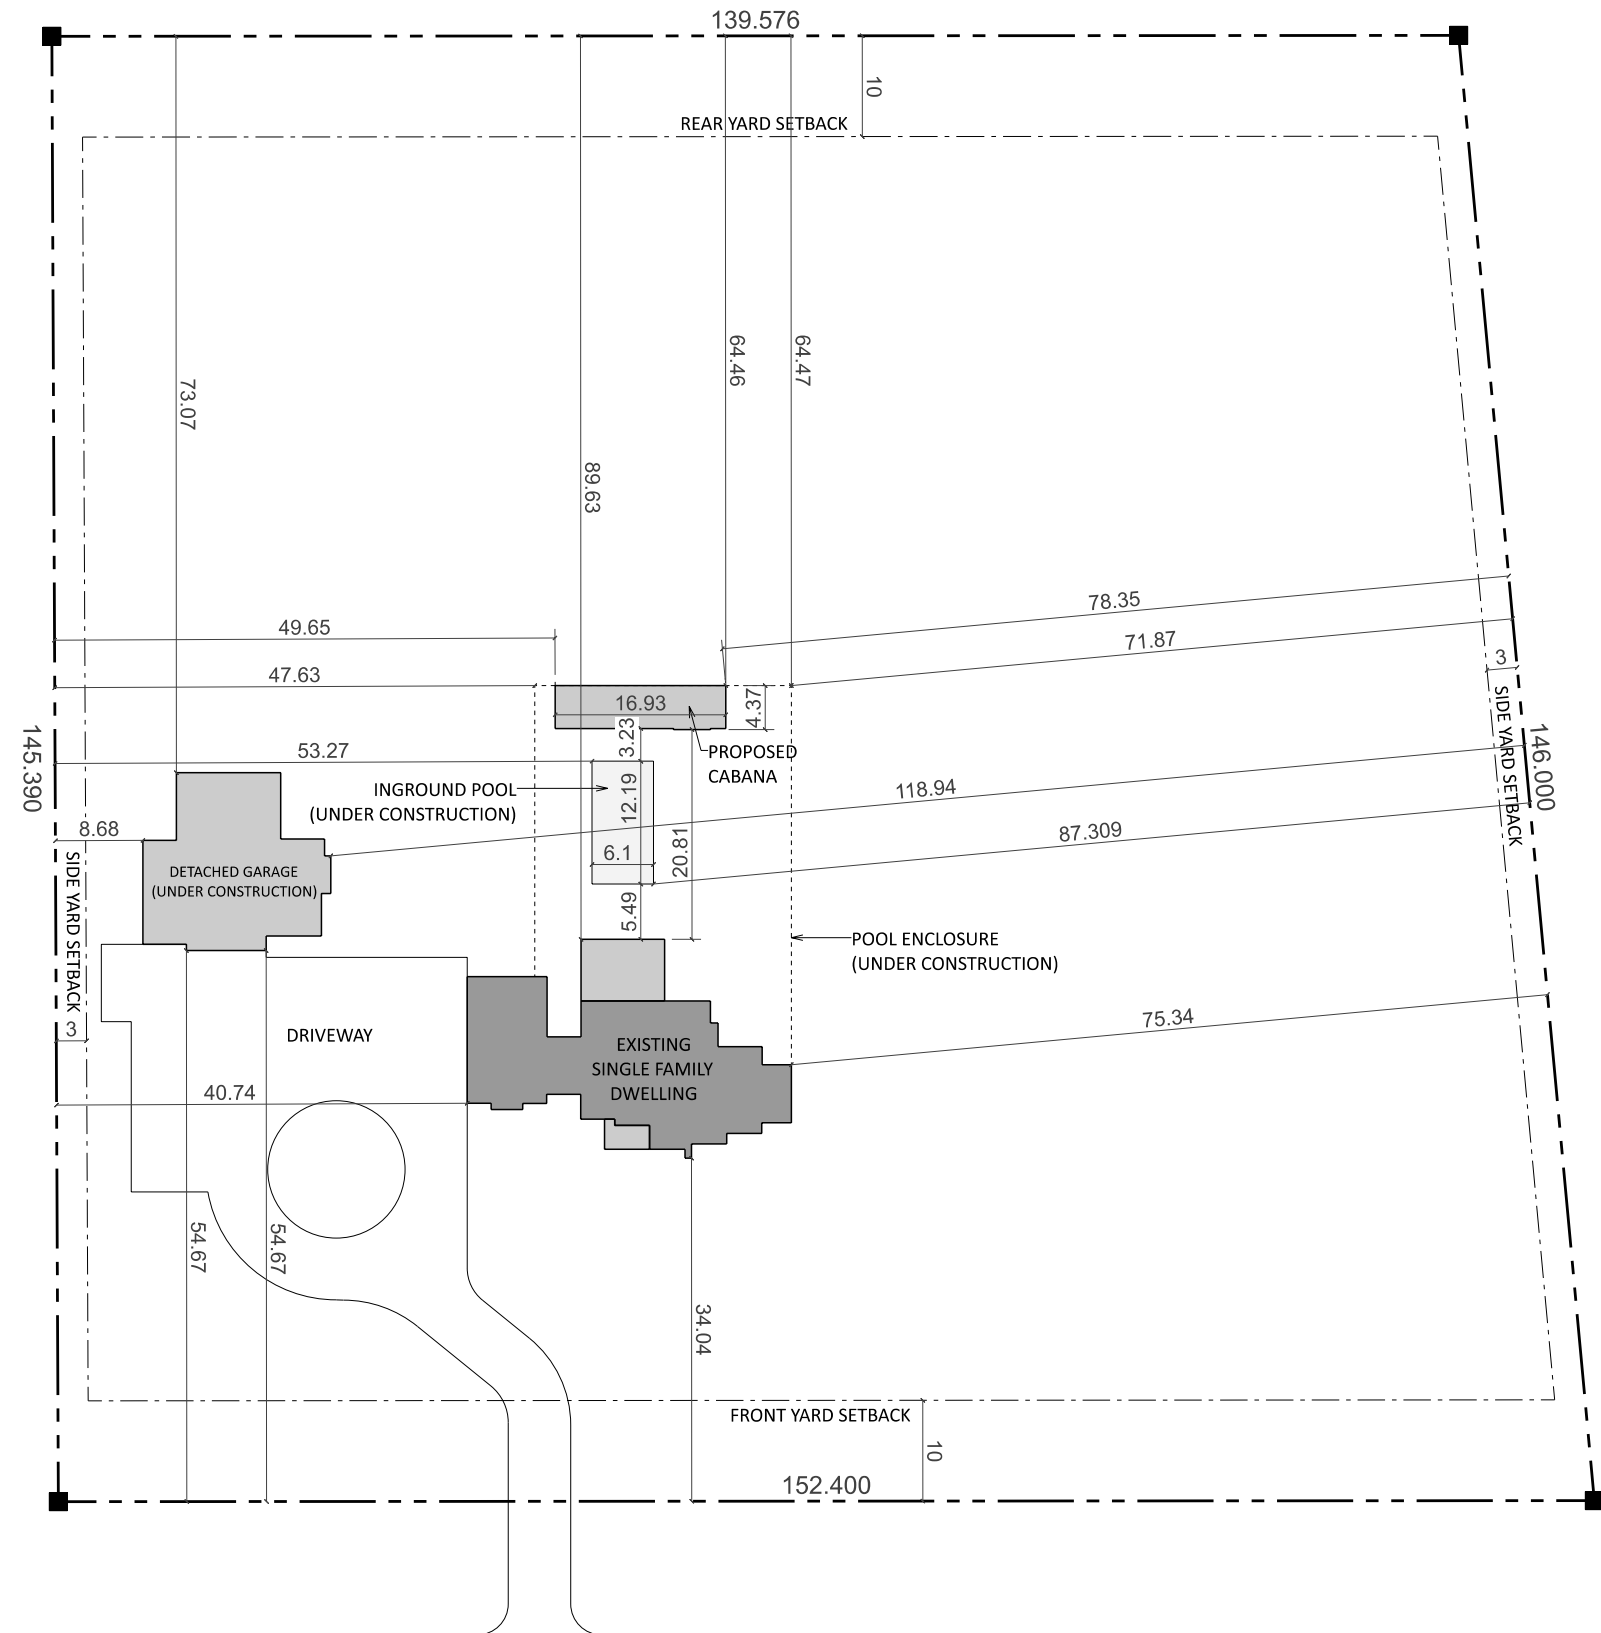 139.576
10
REAR YARD SETBACK
73.07
64.46
64.47
89.63
78.35
49.65
71.87
3
47.63
16.93
4.37
SIDE YARD SETBACK
3.23
145.390
53.27
PROPOSED
CABANA
146.000
INGROUND POOL
(UNDER CONSTRUCTION)
12.19
118.94
8.68
87.309
6.1
20.81
DETACHED GARAGE
(UNDER CONSTRUCTION)
SIDE YARD SETBACK
5.49
POOL ENCLOSURE
(UNDER CONSTRUCTION)
3
DRIVEWAY
75.34
EXISTING
SINGLE FAMILY
DWELLING
40.74
54.67
54.67
34.04
FRONT YARD SETBACK
10
152.400